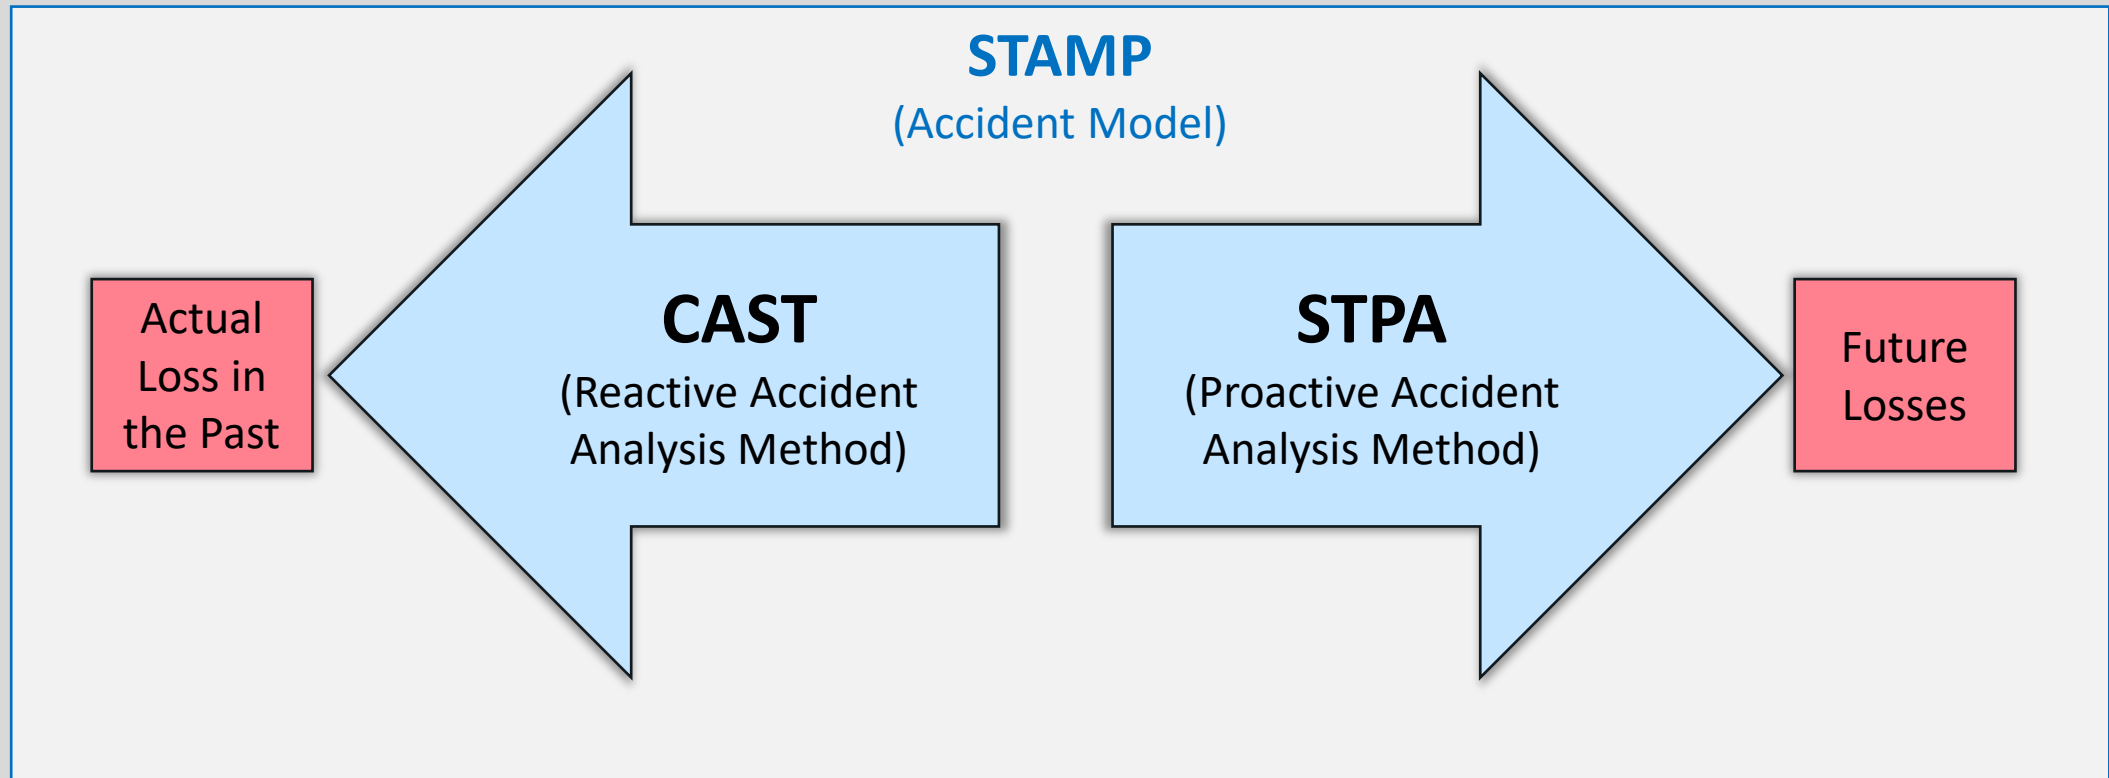 STAMP
(Accident Model)
Actual
Loss in
the Past
CAST
(Reactive Accident
Analysis Method)
STPA
(Proactive Accident
Analysis Method)
Future
Losses